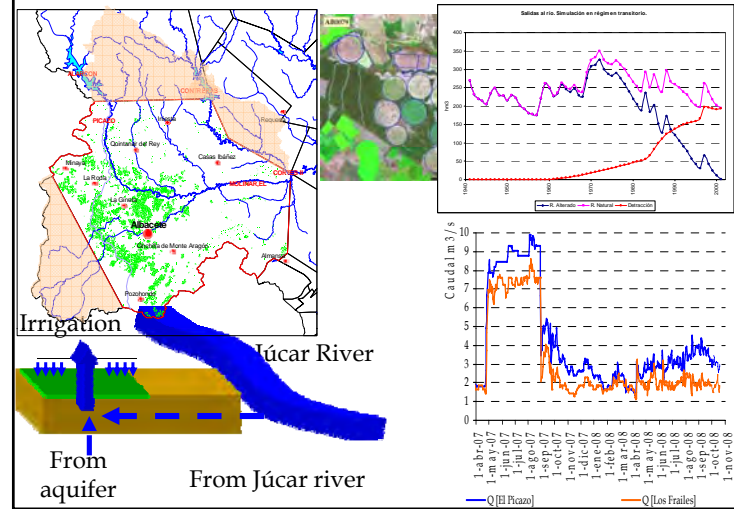 ALARCON
CONTRERAS
PICAZO
Iniesta
Requena
Quintanar del Rey
Minaya
Casas Ibáñez
La Roda
MOLINAR,EL
La Gineta
Albacete
Chinchilla de Monte Aragón
Almansa
Pozohondo
Salidas al río. Simulación en régimen transitorio.
hm3
400
350
300
250
200
150
100
50
0
1940
1950
1960
1970
1980
1990
2000
R. Alterado
R. Natural
Detracción
Caudal m3/s
10
9
8
7
6
5
4
3
2
1
0
1-abr-07
1-may-07
1-jun-07
1-jul-07
1-ago-07
1-sep-07
1-oct-07
1-nov-07
1-dic-07
1-ene-08
1-feb-08
1-mar-08
1-abr-08
1-may-08
1-jun-08
1-jul-08
1-ago-08
1-sep-08
1-oct-08
1-nov-08
Q [El Picazo]
Q [Los Frailes]
Irrigation
Júcar River
From
aquifer
From Júcar river